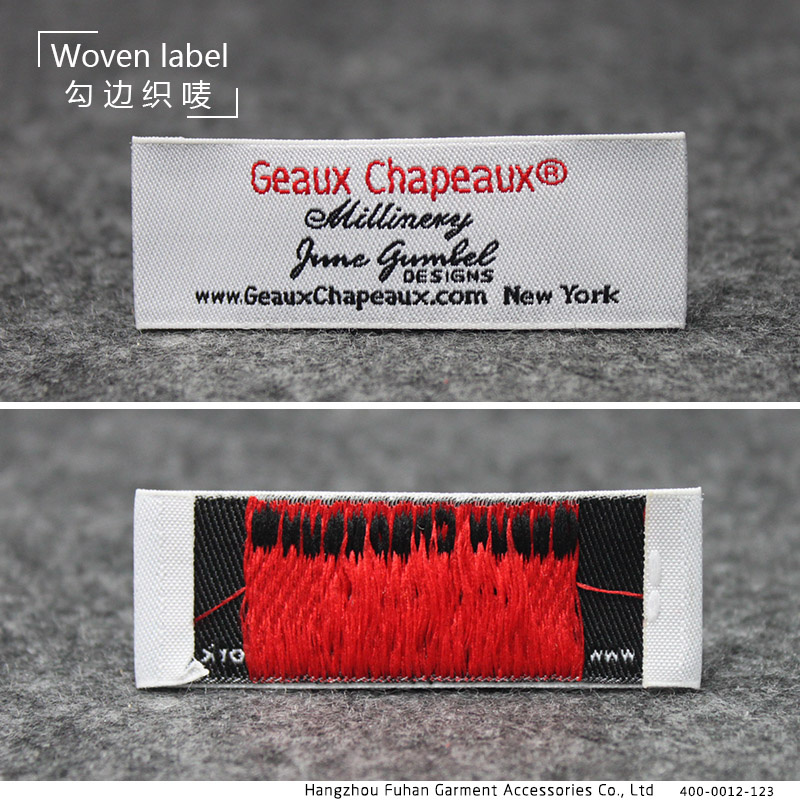 Woven label
勾边织唛
Geaux Chapeaux®
Millinery
June Gumbel
DESIGNS
www.GeauxChapeaux.com New York
www
Hangzhou Fuhan Garment Accessories Co., Ltd 400-0012-123